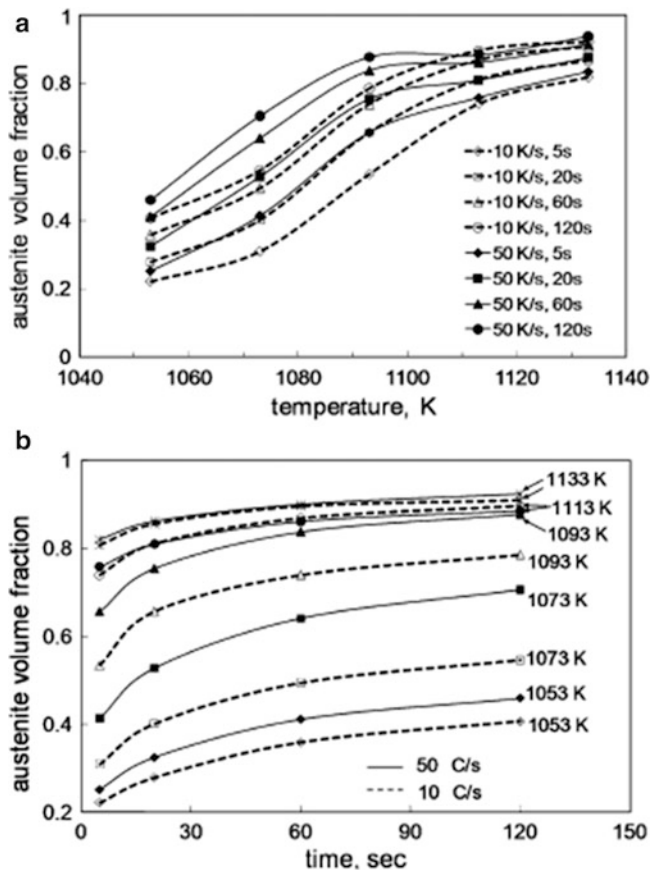 a
1
0.8
0.6
0.4
0.2
0
austenite volume fraction
10 K/s, 5s
10 K/s, 20s
10 K/s, 60s
10 K/s, 120s
50 K/s, 5s
50 K/s, 20s
50 K/s, 60s
50 K/s, 120s
1040 1060 1080 1100 1120 1140
temperature, K
b
1
0.8
0.6
0.4
0.2
austenite volume fraction
1133 K
1113 K
1093 K
1093 K
1073 K
1073 K
1053 K
1053 K
50 C/s
10 C/s
0 30 60 90 120 150
time, sec